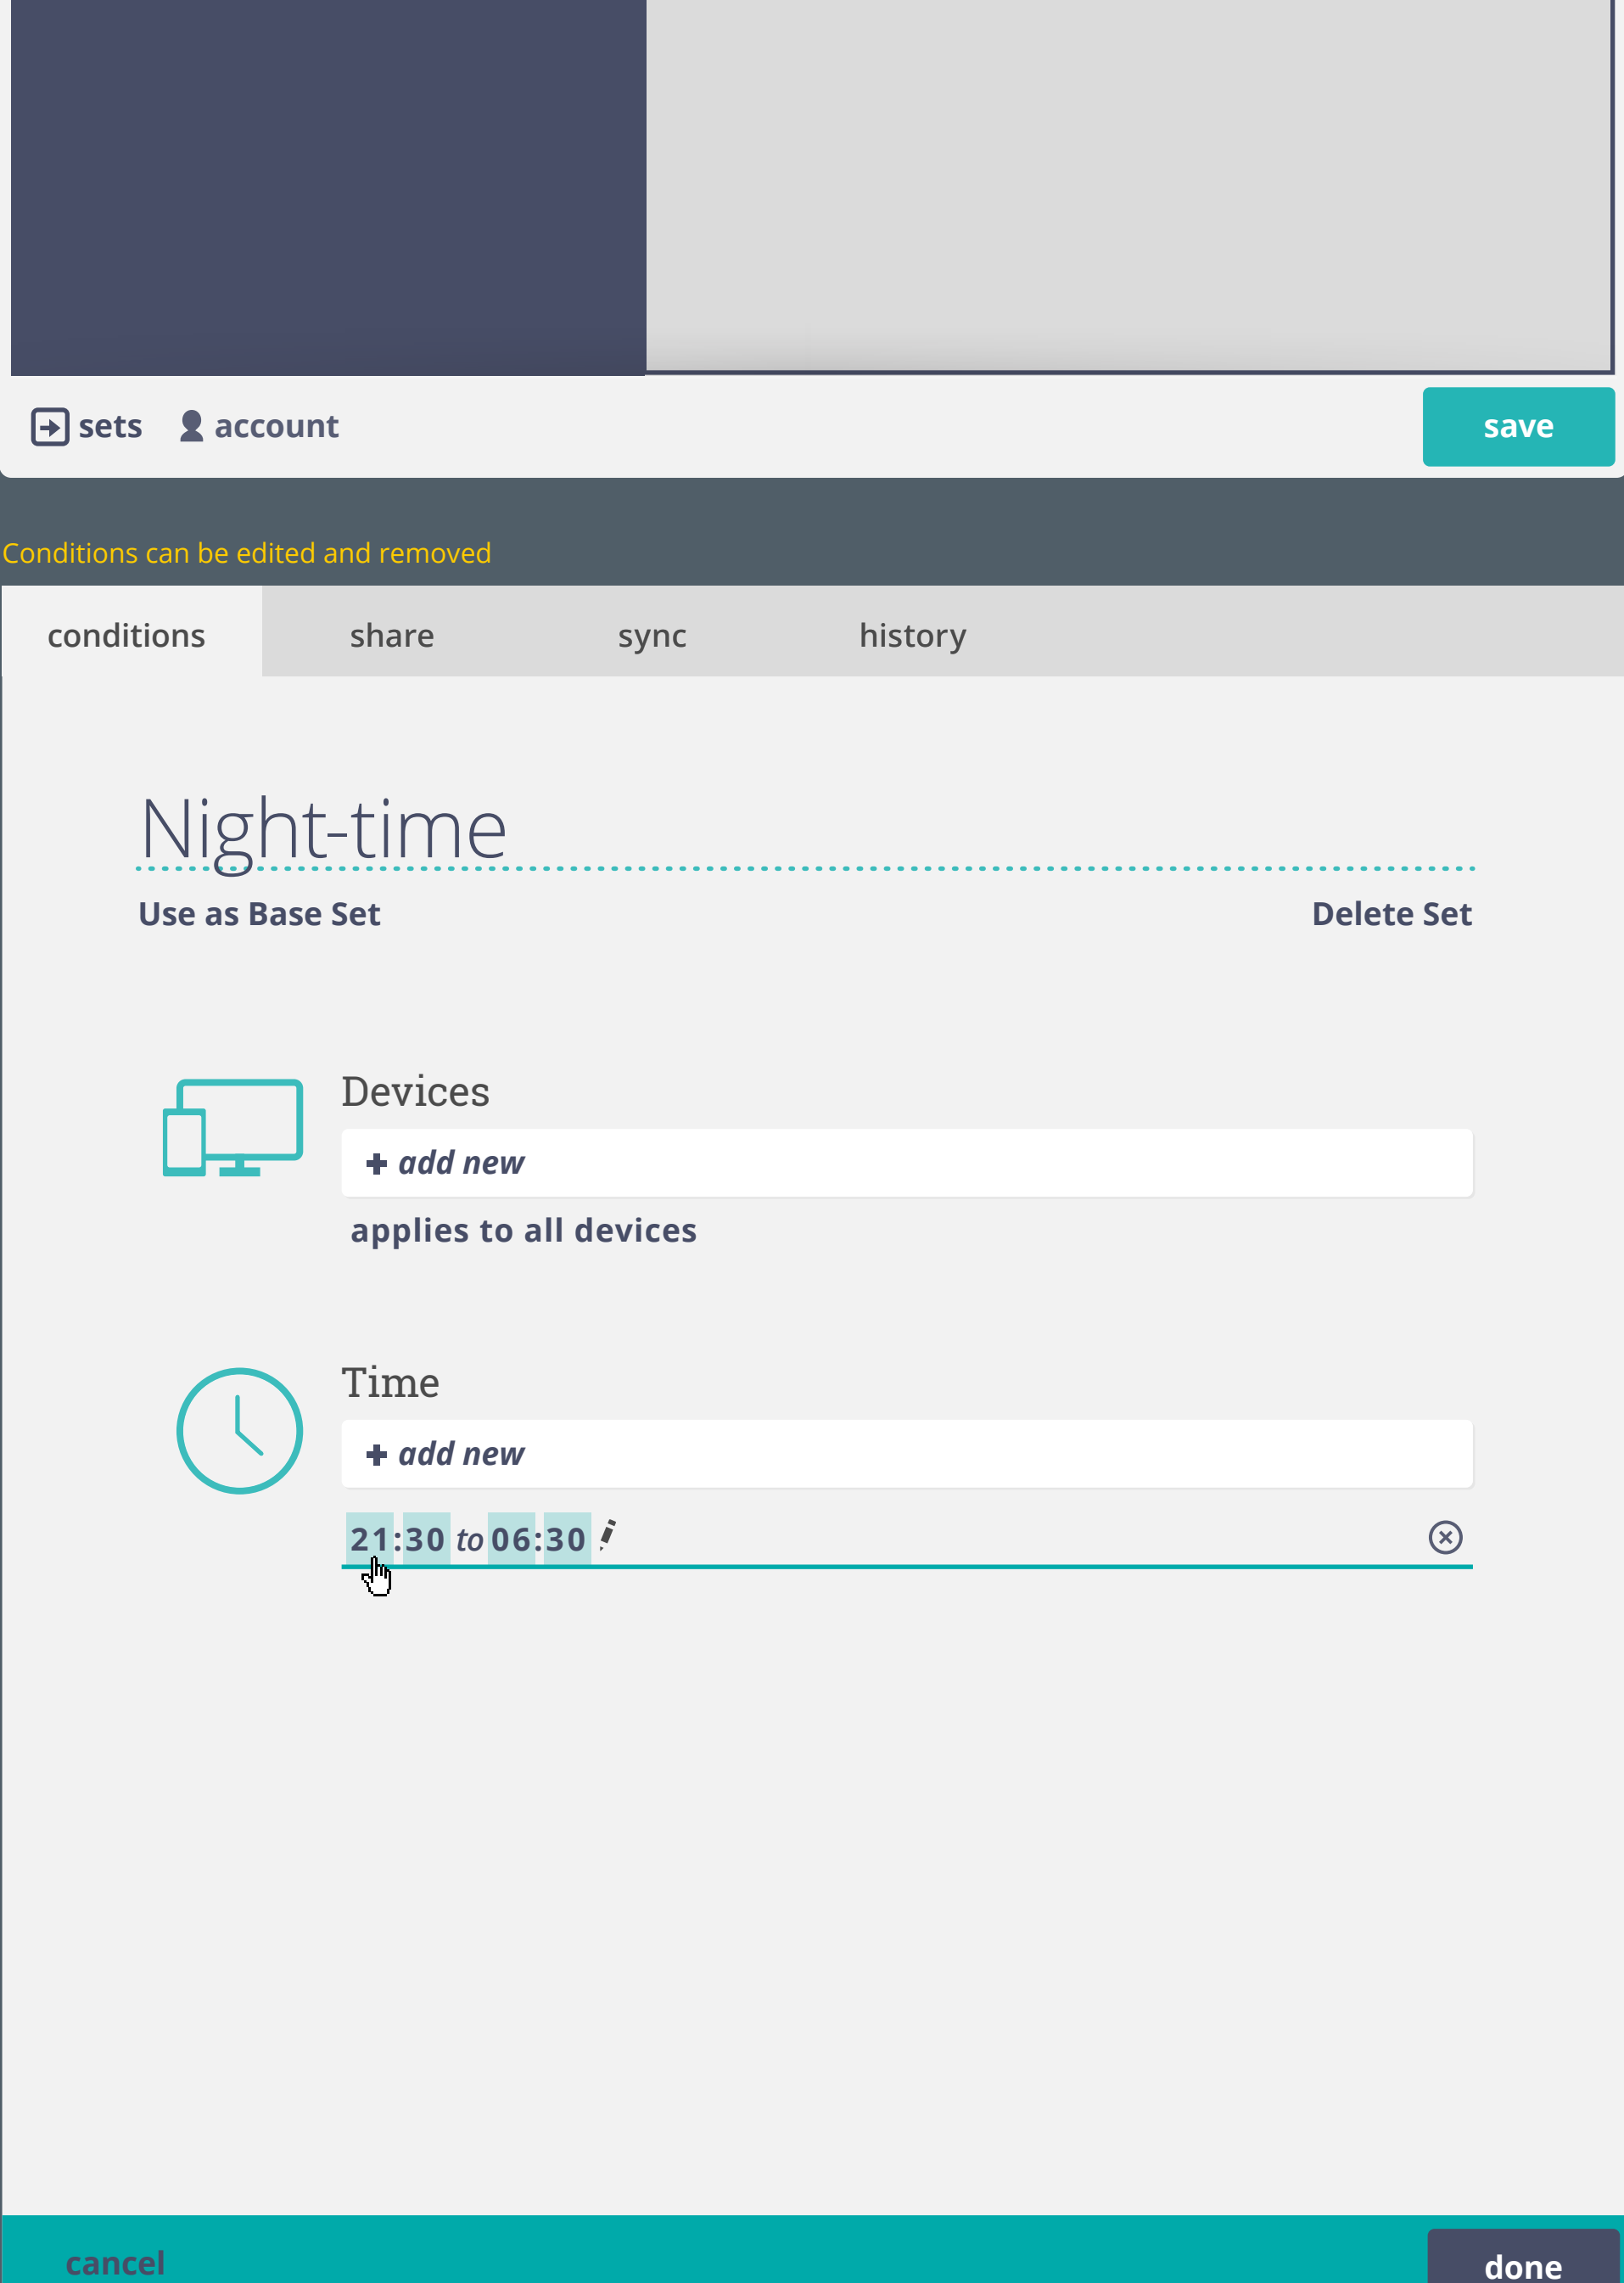 sets account save
Conditions can be edited and removed
conditions share sync history
Night-time
Use as Base Set Delete Set
Devices
add new
applies to all devices
Time
add new
21:30 to 06:30
cancel done